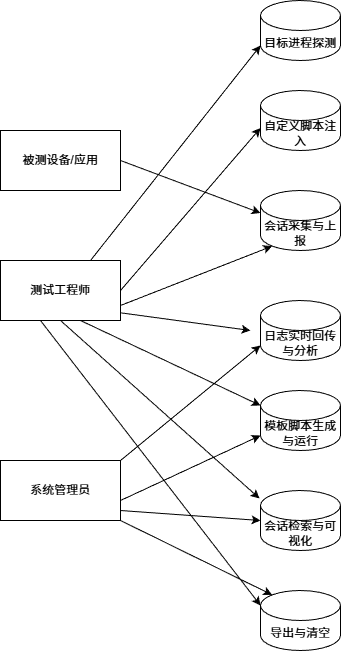 目标进程探测
自定义脚本注
入
被测设备/应用
会话采集与上
报
测试工程师
日志实时回传
与分析
模板脚本生成
与运行
系统管理员
会话检索与可
视化
导出与清空